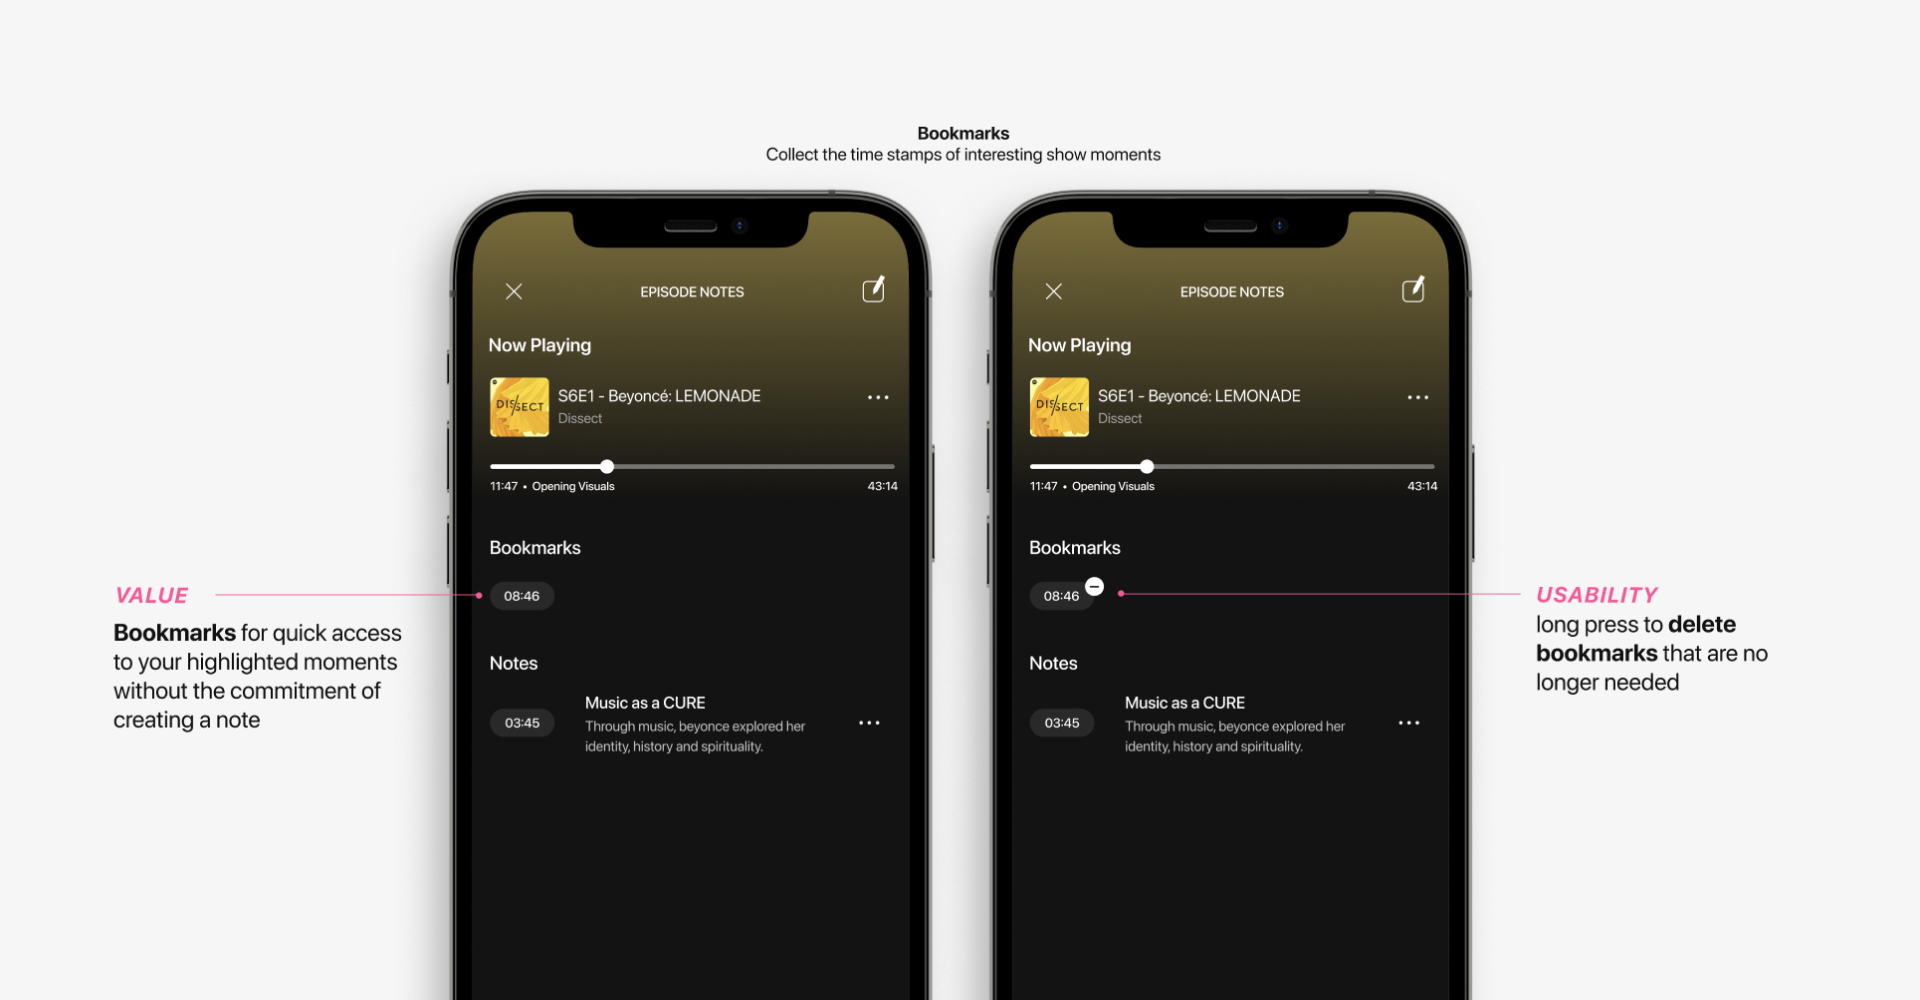 Bookmarks
Collect the time stamps of interesting show moments
EPISODE NOTES
Now Playing
DISSECT
S6E1 - Beyoncé: LEMONADE
Dissect
11:47 • Opening Visuals
43:14
Bookmarks
08:46
Notes
03:45
Music as a CURE
Through music, beyonce explored her
identity, history and spirituality.
EPISODE NOTES
Now Playing
DISSECT
S6E1 - Beyoncé: LEMONADE
Dissect
11:47 • Opening Visuals
43:14
Bookmarks
08:46
Notes
03:45
Music as a CURE
Through music, beyonce explored her
identity, history and spirituality.
VALUE
Bookmarks for quick access
to your highlighted moments
without the commitment of
creating a note
USABILITY
long press to delete
bookmarks that are no
longer needed